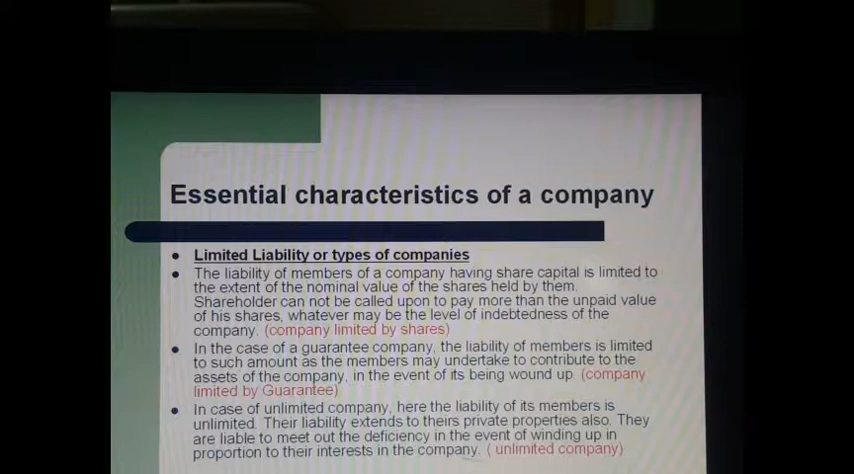 Essential characteristics of a company
Limited Liability or types of companies
The liability of members of a company having share capital is limited to
the extent of the nominal value of the shares held by them.
Shareholder can not be called upon to pay more than the unpaid value
of his shares, whatever may be the level of indebtedness of the
company. (company limited by shares)
In the case of a guarantee company, the liability of members is limited
to such amount as the members may undertake to contribute to the
assets of the company, in the event of its being wound up. (company
limited by Guarantee)
In case of unlimited company, here the liability of its members is
unlimited. Their liability extends to theirs private properties also. They
are liable to meet out the deficiency in the event of winding up in
proportion to their interests in the company. ( unlimited company)